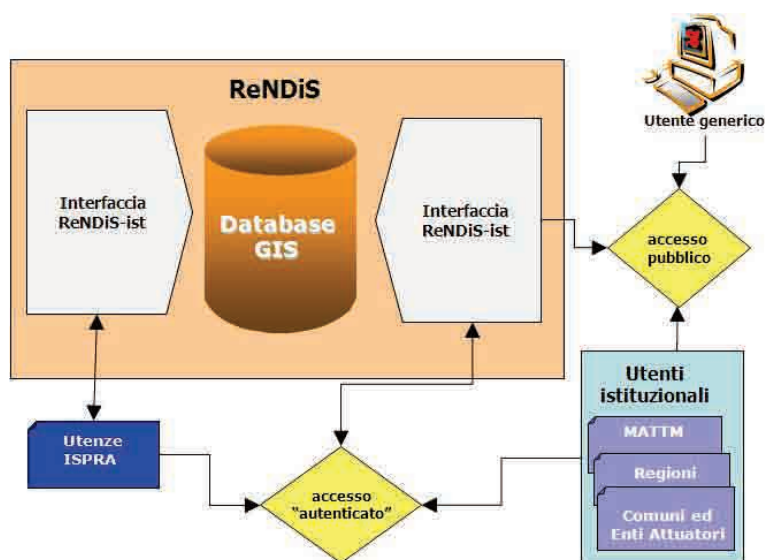 ReNDiS
Interfaccia
ReNDiS-ist
Database
GIS
Interfaccia
ReNDiS-ist
Utente generico
accesso
pubblico
Utenti
istituzionali
MATTM
Regioni
Comuni ed
Enti Attuatori
Utenze
ISPRA
accesso
"autenticato"